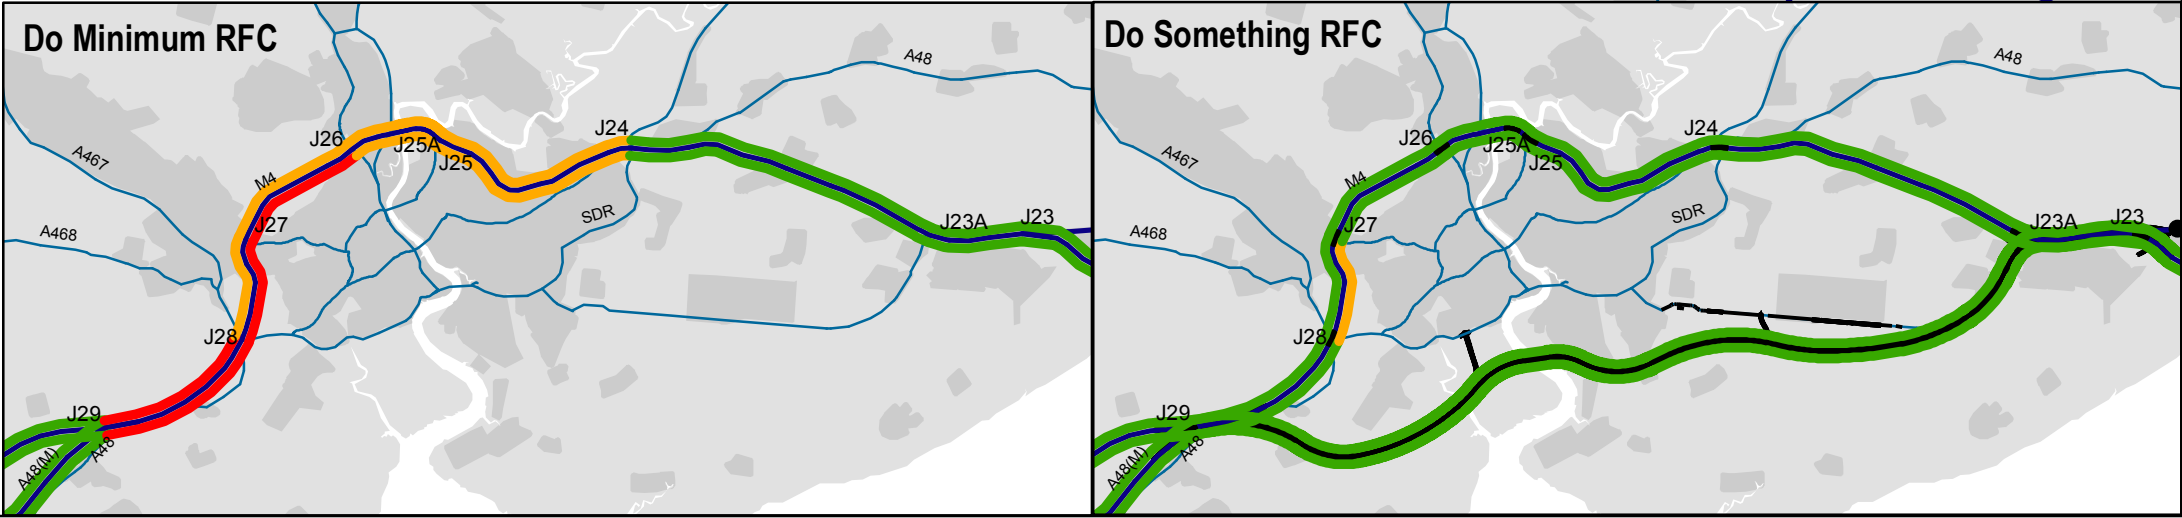 Do Minimum RFC
A48
J24
J26
J25A
J25
A467
M4
J27
SDR
J23A
J23
A468
J28
J29
A48(M)
A48
Do Something RFC
A48
J24
J26
J25A
J25
A467
M4
J27
SDR
J23A
J23
A468
J28
J29
A48(M)
A48